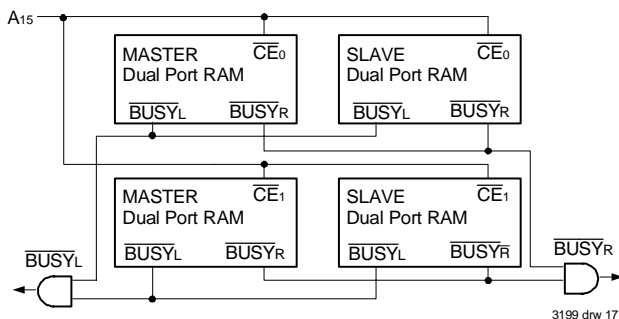 A15
MASTER CE0
Dual Port RAM
BUSYL BUSYR
SLAVE CE0
Dual Port RAM
BUSYL BUSYR
MASTER CE1
Dual Port RAM
BUSYL BUSYR
SLAVE CE1
Dual Port RAM
BUSYL BUSYR
BUSYL
BUSYR
3199 drw 17